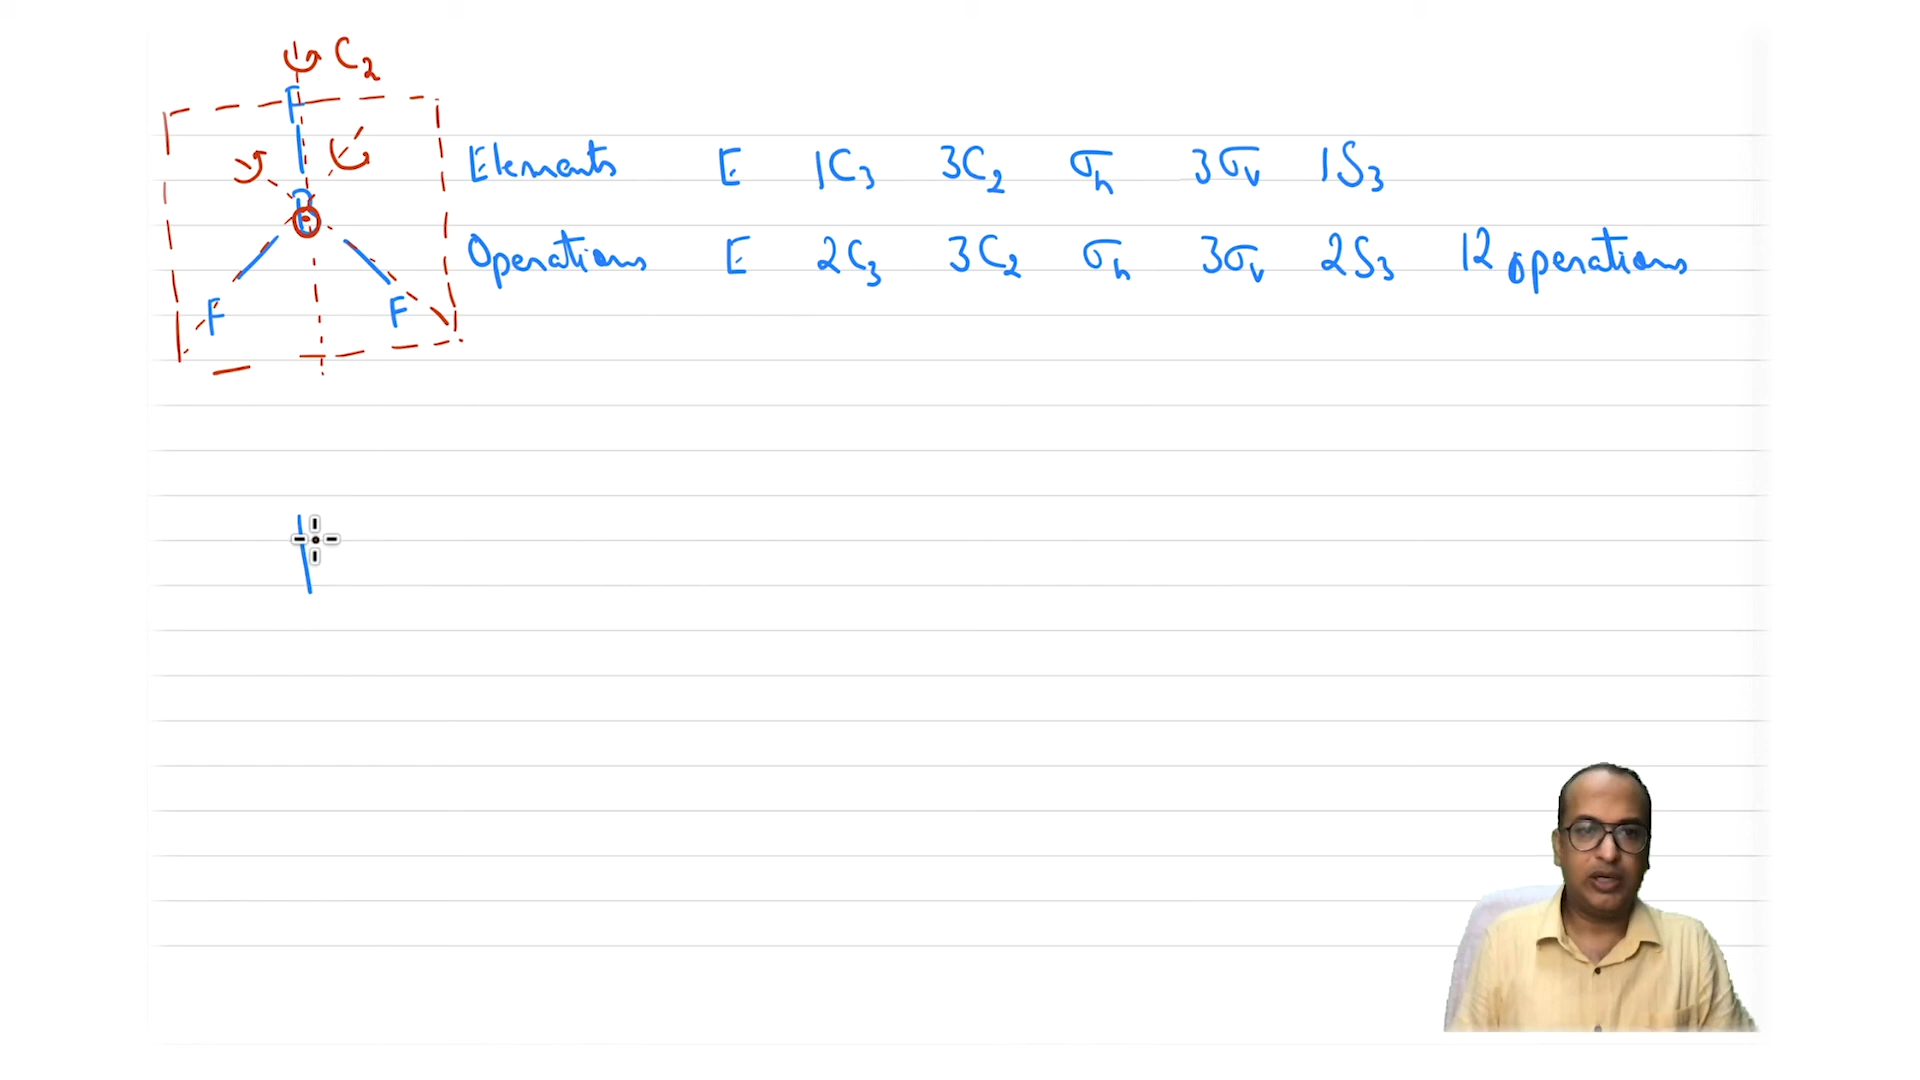 C₂
F
B
F F
Elements E 1C₃ 3C₂ σₕ 3σᵥ 1S₃
Operations E 2C₃ 3C₂ σₕ 3σᵥ 2S₃ 12 operations